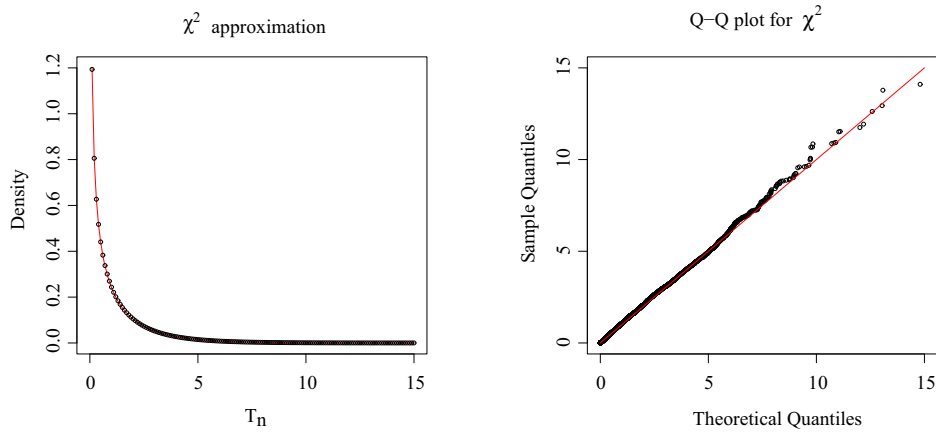 χ² approximation
Density
0.0 0.2 0.4 0.6 0.8 1.0 1.2
0 5 10 15
Tn
Q−Q plot for χ²
Sample Quantiles
0 5 10 15
0 5 10 15
Theoretical Quantiles